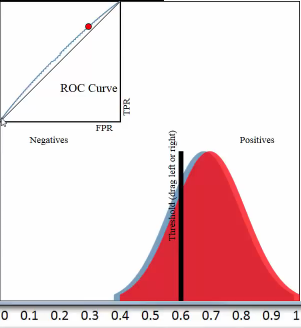 ROC Curve
TPR
FPR
Negatives
Positives
Threshold (drag left or right)
0 0.1 0.2 0.3 0.4 0.5 0.6 0.7 0.8 0.9 1